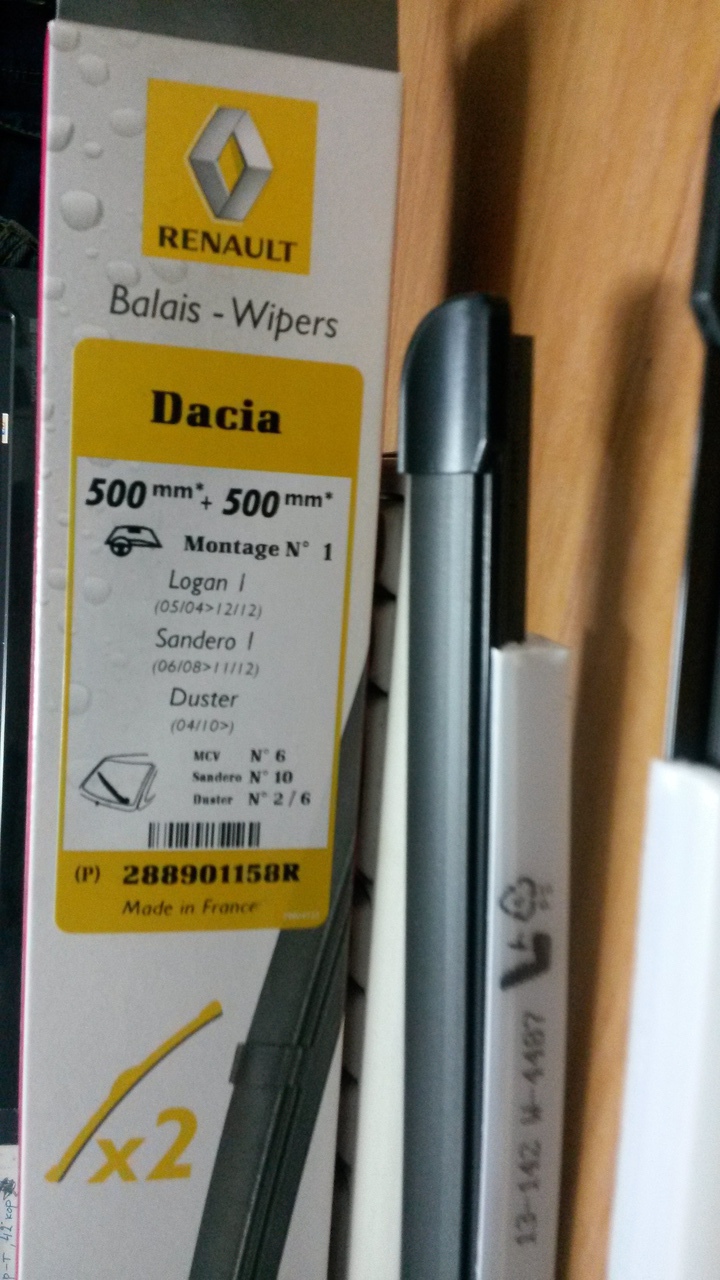 RENAULT
Balais - Wipers
Dacia
500 mm* + 500 mm*
Montage N° 1
Logan I
(05/04>12/12)
Sandero I
(06/08>11/12)
Duster
(04/10>)
MCV N° 6
Sandero N° 10
Duster N° 2 / 6
(P) 288901158R
Made in France
x2
13-142 W-4487